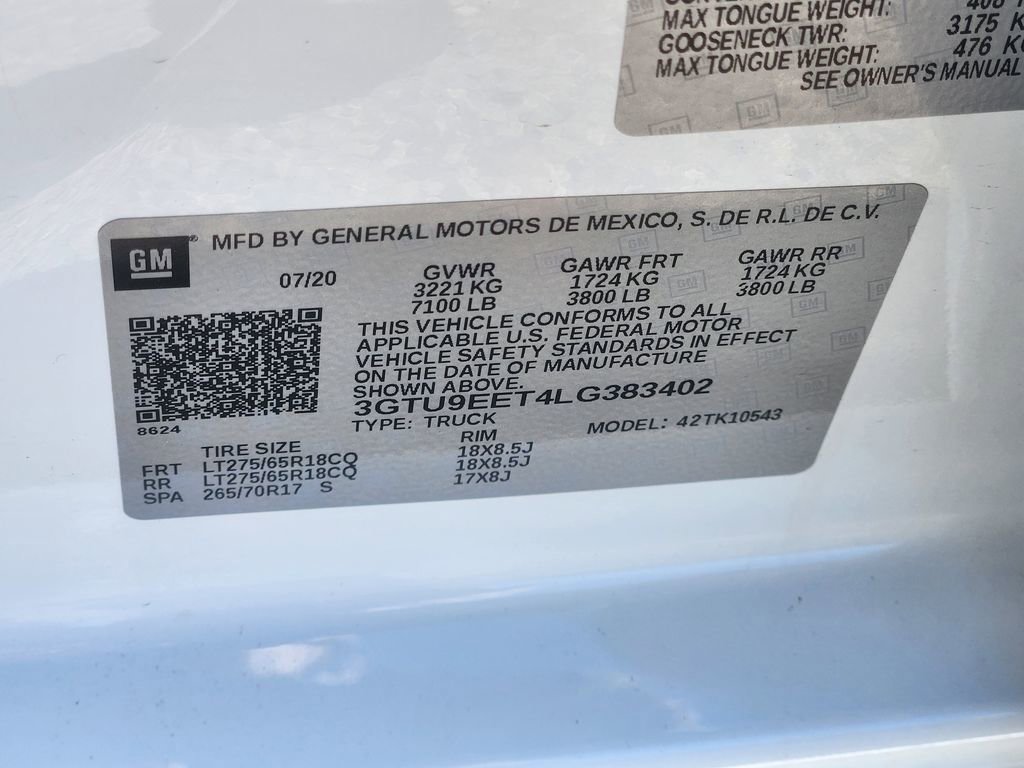 MAX TONGUE WEIGHT: 408
GOOSENECK TWR: 3175 K
MAX TONGUE WEIGHT: 476 KG
SEE OWNER'S MANUAL
GM
GM
GM ® MFD BY GENERAL MOTORS DE MEXICO, S. DE R.L. DE C.V.
07/20 GVWR GAWR FRT GAWR RR
3221 KG 1724 KG 1724 KG
7100 LB 3800 LB 3800 LB
THIS VEHICLE CONFORMS TO ALL
APPLICABLE U.S. FEDERAL MOTOR
VEHICLE SAFETY STANDARDS IN EFFECT
ON THE DATE OF MANUFACTURE
SHOWN ABOVE.
3GTU9EET4LG383402
8624
TYPE: TRUCK MODEL: 42TK10543
TIRE SIZE RIM
FRT LT275/65R18CQ 18X8.5J
RR LT275/65R18CQ 18X8.5J
SPA 265/70R17 S 17X8J